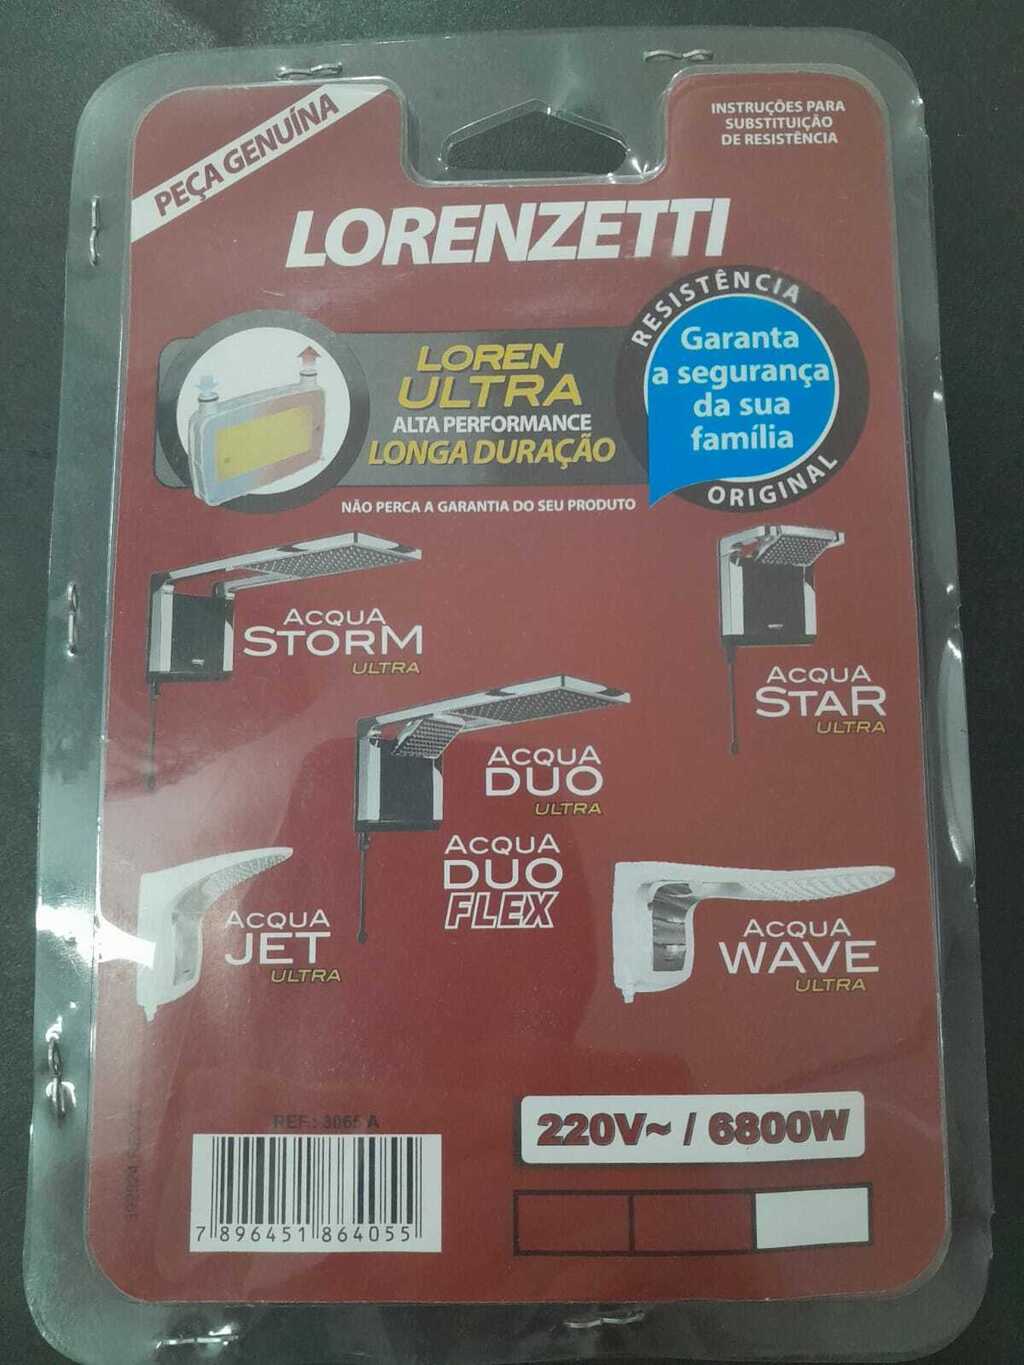 PEÇA GENUÍNA
INSTRUÇÕES PARA
SUBSTITUIÇÃO
DE RESISTÊNCIA
LORENZETTI
RESISTÊNCIA
Garanta
a segurança
da sua
família
ORIGINAL
LOREN
ULTRA
ALTA PERFORMANCE
LONGA DURAÇÃO
NÃO PERCA A GARANTIA DO SEU PRODUTO
ACQUA
STORM
ULTRA
ACQUA
STAR
ULTRA
ACQUA
DUO
ULTRA
ACQUA
DUO
FLEX
ACQUA
JET
ULTRA
ACQUA
WAVE
ULTRA
REF.: 3065 A
220V~ / 6800W
7 896451 864055